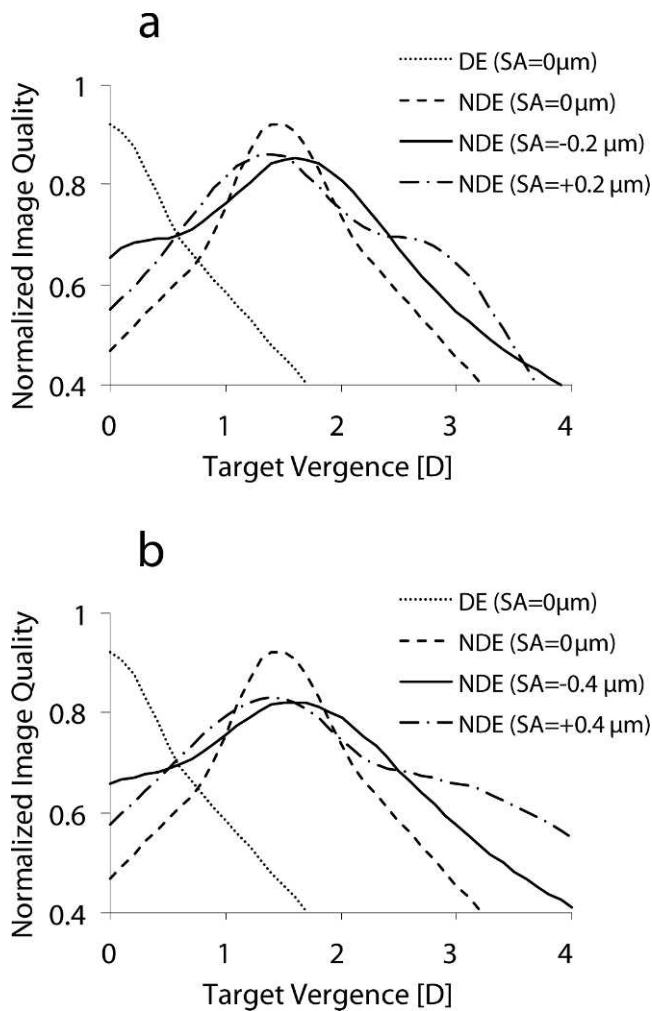 a
DE (SA=0µm)
NDE (SA=0µm)
NDE (SA=-0.2 µm)
NDE (SA=+0.2 µm)
Normalized Image Quality
1
0.8
0.6
0.4
0 1 2 3 4
Target Vergence [D]
b
DE (SA=0µm)
NDE (SA=0µm)
NDE (SA=-0.4 µm)
NDE (SA=+0.4 µm)
Normalized Image Quality
1
0.8
0.6
0.4
0 1 2 3 4
Target Vergence [D]